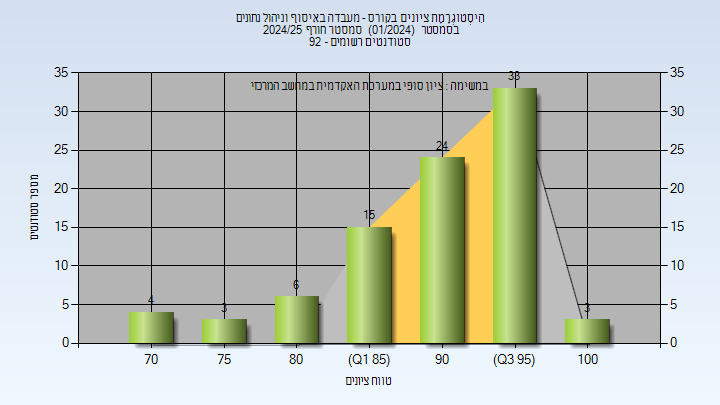 היסטוגרמת ציונים בקורס - מעבדה באיסוף וניהול נתונים
בסמסטר (01/2024) סמסטר חורף 2024/25
סטודנטים רשומים - 92
במשימה : ציון סופי במערכת האקדמית במחשב המרכזי
מספר סטודנטים
35 30 25 20 15 10 5 0
4 3 6 15 24 33 3
35 30 25 20 15 10 5 0
70 75 80 (Q1 85) 90 (Q3 95) 100
טווח ציונים